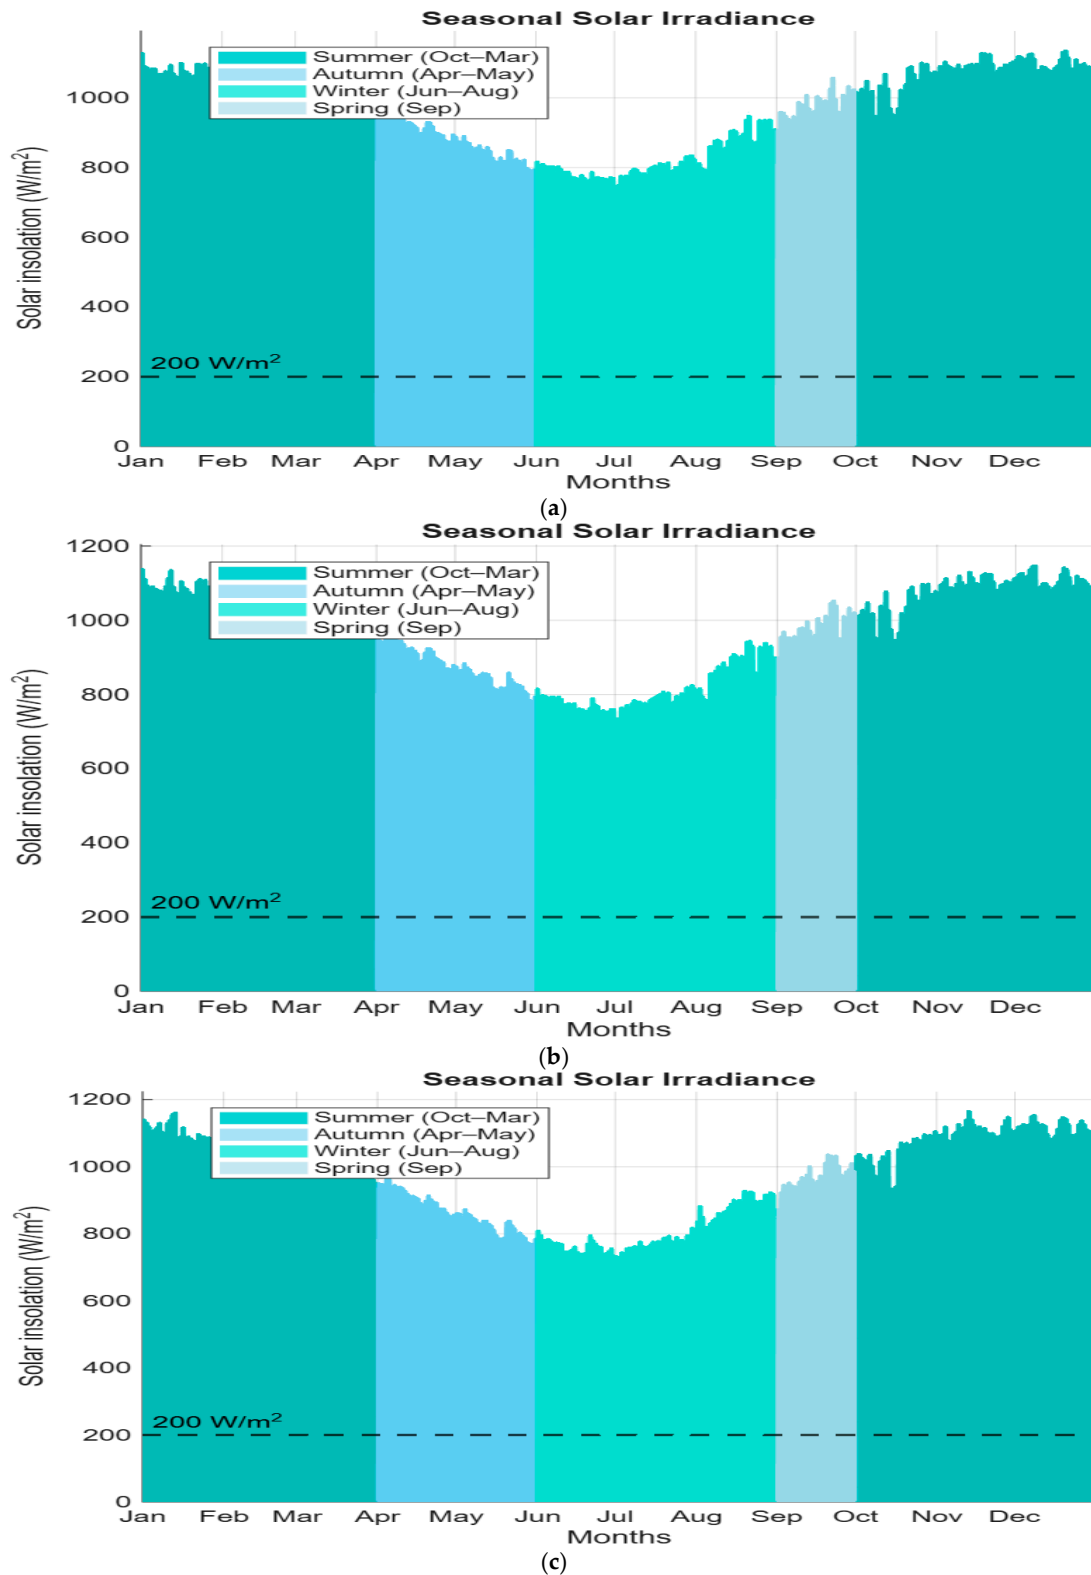 Seasonal Solar Irradiance
Summer (Oct–Mar)
Autumn (Apr–May)
Winter (Jun–Aug)
Spring (Sep)
Solar insolation (W/m²)
1000
800
600
400
200
0
200 W/m²
Jan Feb Mar Apr May Jun Jul Aug Sep Oct Nov Dec
Months
(a)
Seasonal Solar Irradiance
Summer (Oct–Mar)
Autumn (Apr–May)
Winter (Jun–Aug)
Spring (Sep)
Solar insolation (W/m²)
1200
1000
800
600
400
200
0
200 W/m²
Jan Feb Mar Apr May Jun Jul Aug Sep Oct Nov Dec
Months
(b)
Seasonal Solar Irradiance
Summer (Oct–Mar)
Autumn (Apr–May)
Winter (Jun–Aug)
Spring (Sep)
Solar insolation (W/m²)
1200
1000
800
600
400
200
0
200 W/m²
Jan Feb Mar Apr May Jun Jul Aug Sep Oct Nov Dec
Months
(c)